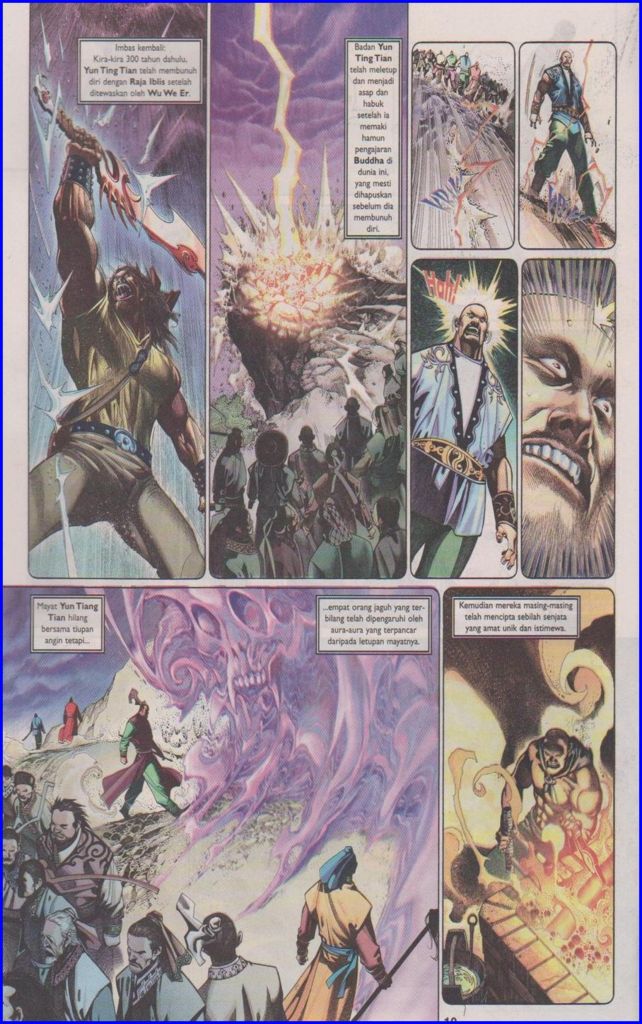 Imbas kembali:
Kira-kira 300 tahun dahulu,
Yun Ting Tian telah membunuh
diri dengan Raja Iblis setelah
ditewaskan oleh Wu We Er.
Badan Yun
Ting Tian
telah meletup
dan menjadi
asap dan
habuk
setelah ia
memaki
hamun
pengajaran
Buddha di
dunia ini,
yang mesti
dihapuskan
sebelum dia
membunuh
diri.
Hah!
Mayat Yun Tiang
Tian hilang
bersama tiupan
angin tetapi...
...empat orang jaguh yang ter-
bilang telah dipengaruhi oleh
aura-aura yang terpancar
daripada letupan mayatnya.
Kemudian mereka masing-masing
telah mencipta sebilah senjata
yang amat unik dan istimewa.